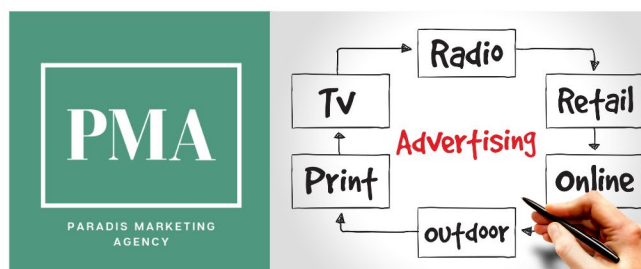 PMA
PARADIS MARKETING
AGENCY
Radio
Tv
Retail
Advertising
Print
Online
outdoor